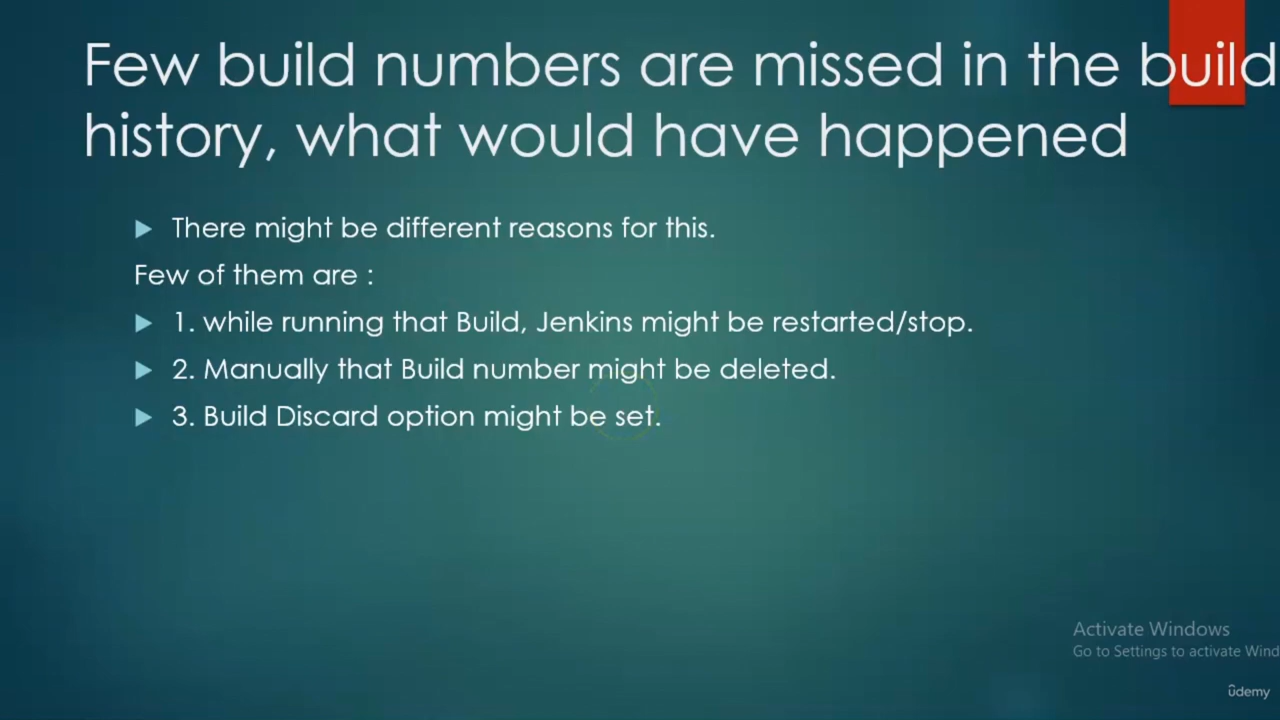 Few build numbers are missed in the build
history, what would have happened
There might be different reasons for this.
Few of them are :
1. while running that Build, Jenkins might be restarted/stop.
2. Manually that Build number might be deleted.
3. Build Discard option might be set.
Activate Windows
Go to Settings to activate Wind
ûdemy